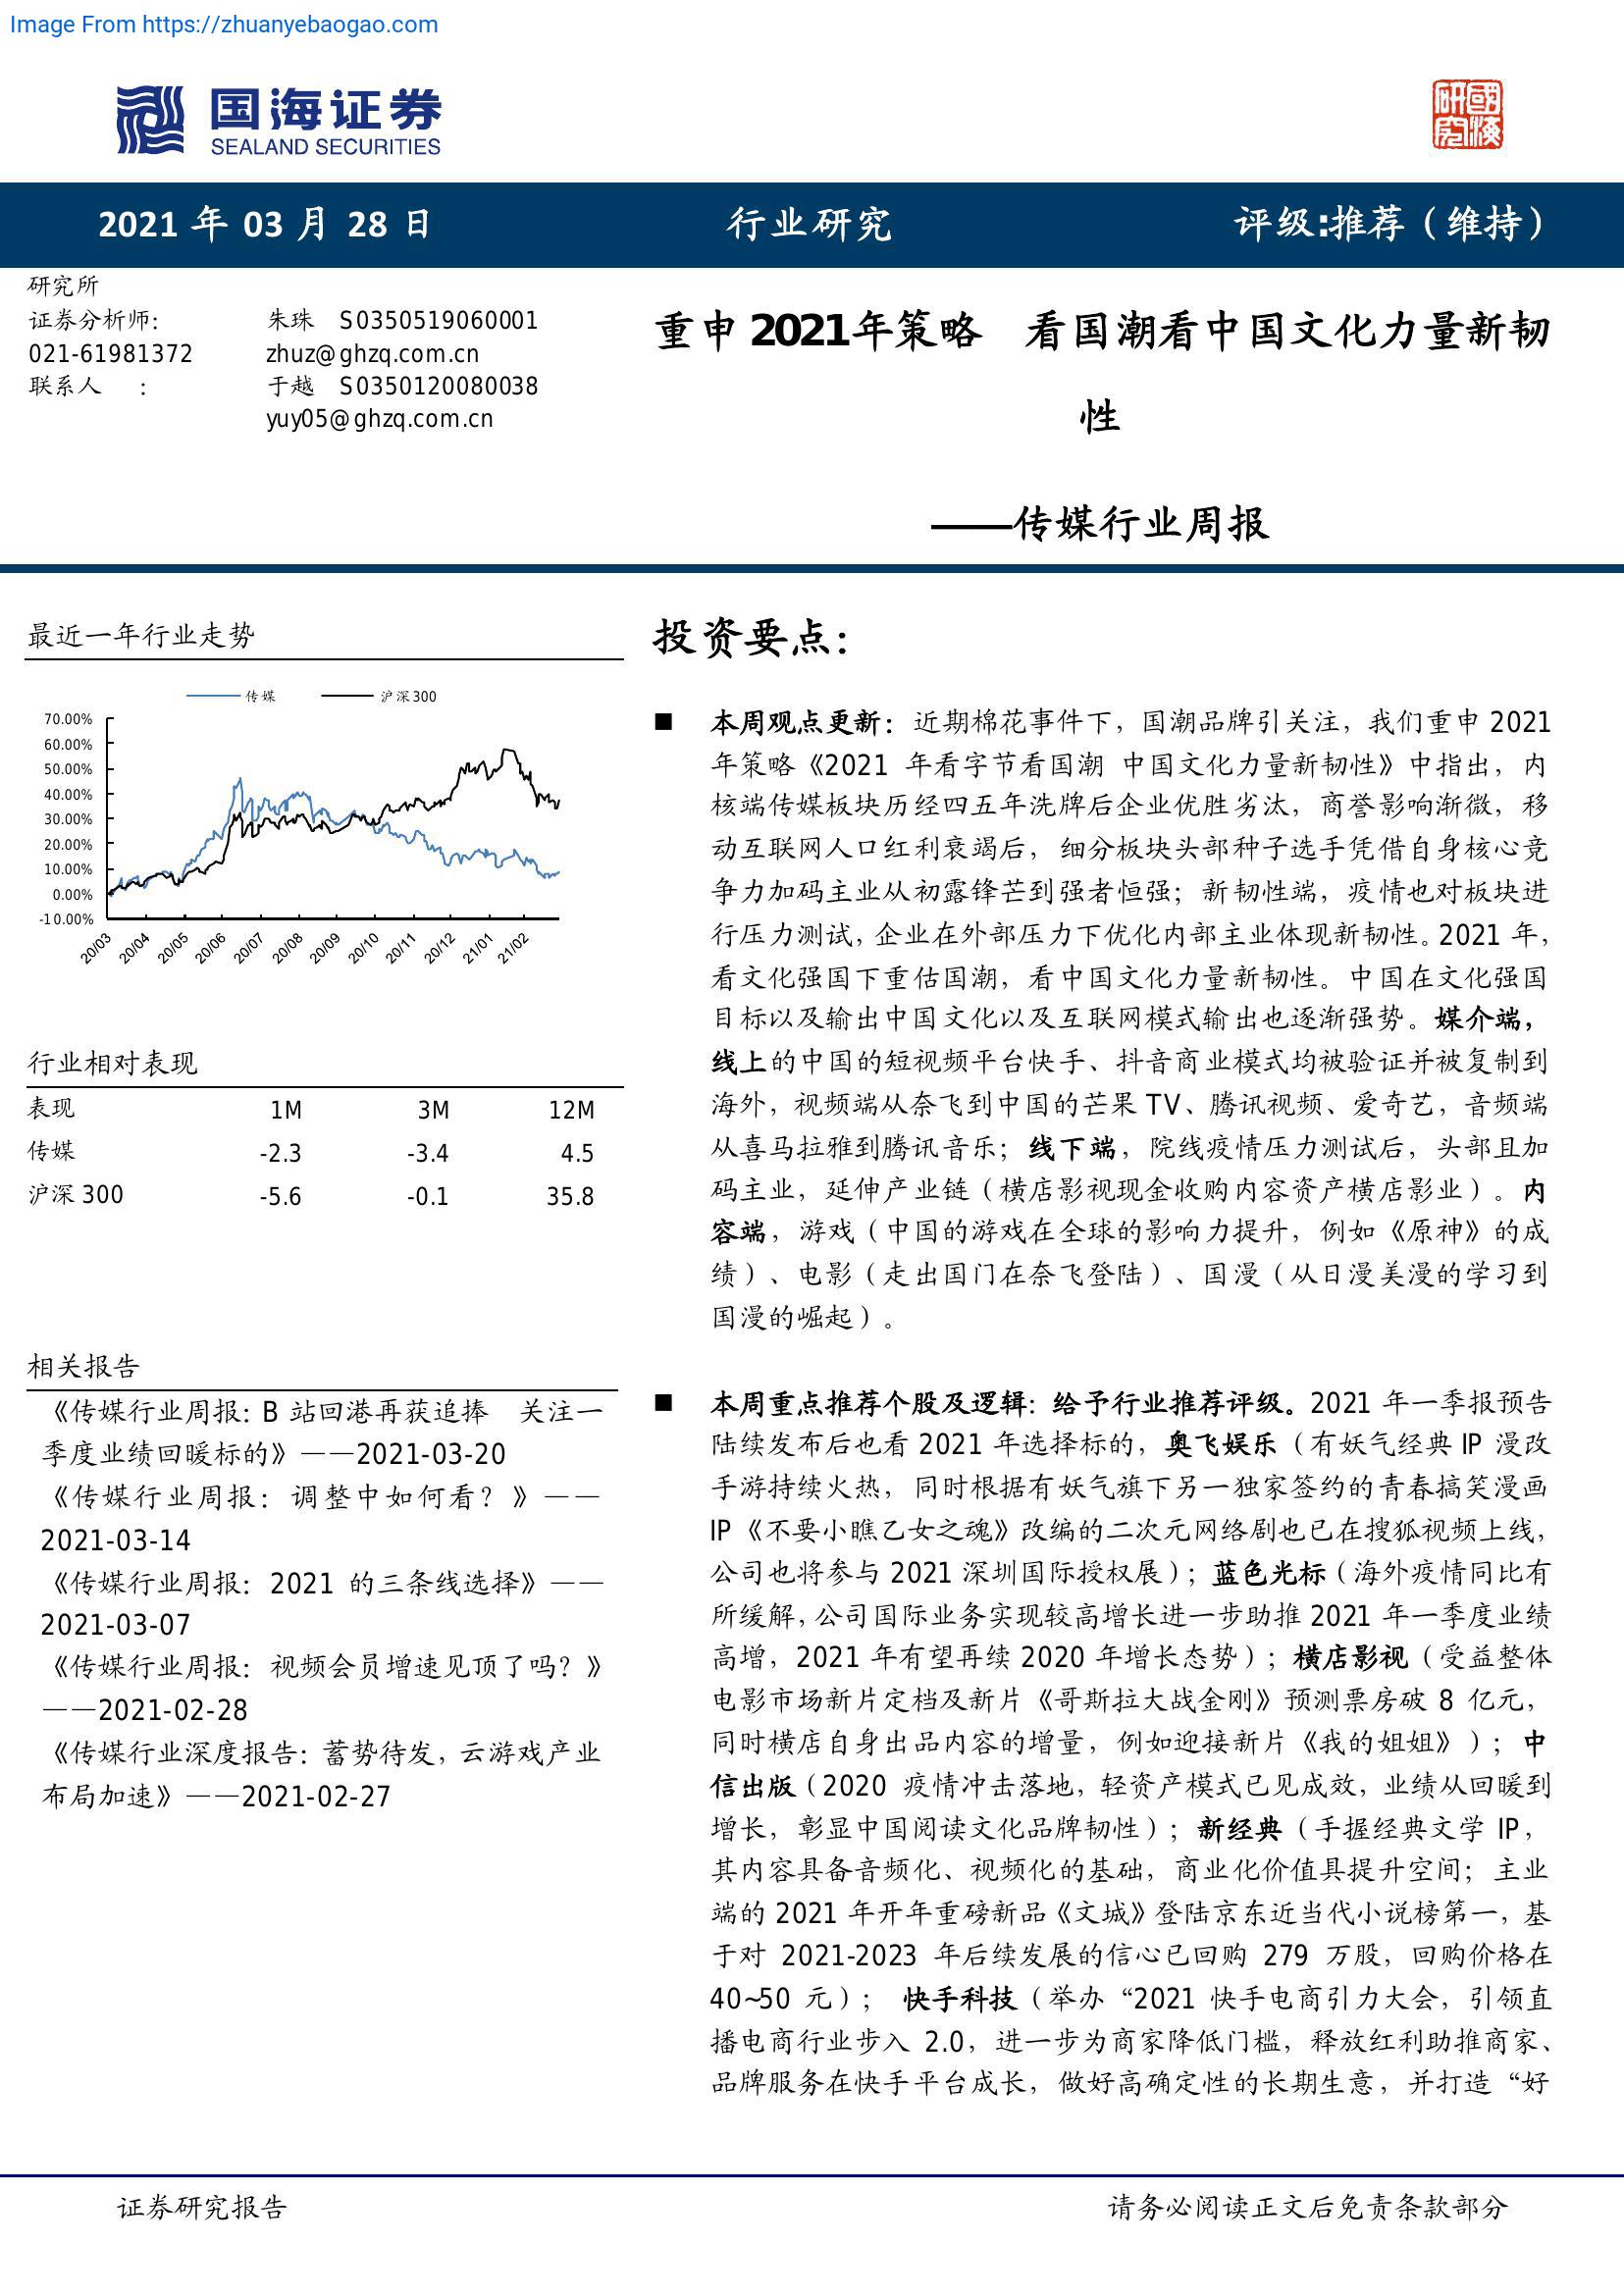 Image From https://zhuanyebaogao.com
国海证券
SEALAND SECURITIES
研國
究海
2021 年 03 月 28 日
行业研究
评级:推荐（维持）
研究所
证券分析师: 朱珠 S0350519060001
021-61981372 zhuz@ghzq.com.cn
联系人 : 于越 S0350120080038
yuy05@ghzq.com.cn
重申 2021年策略 看国潮看中国文化力量新韧
性
——传媒行业周报
最近一年行业走势
传媒 沪深300
70.00%
60.00%
50.00%
40.00%
30.00%
20.00%
10.00%
0.00%
-10.00%
20/03 20/04 20/05 20/06 20/07 20/08 20/09 20/10 20/11 20/12 21/01 21/02
行业相对表现
表现 1M 3M 12M
传媒 -2.3 -3.4 4.5
沪深 300 -5.6 -0.1 35.8
相关报告
《传媒行业周报：B 站回港再获追捧 关注一
季度业绩回暖标的》——2021-03-20
《传媒行业周报：调整中如何看？》——
2021-03-14
《传媒行业周报：2021 的三条线选择》——
2021-03-07
《传媒行业周报：视频会员增速见顶了吗？》
——2021-02-28
《传媒行业深度报告：蓄势待发，云游戏产业
布局加速》——2021-02-27
投资要点：
■ 本周观点更新：近期棉花事件下，国潮品牌引关注，我们重申 2021
年策略《2021 年看字节看国潮 中国文化力量新韧性》中指出，内
核端传媒板块历经四五年洗牌后企业优胜劣汰，商誉影响渐微，移
动互联网人口红利衰竭后，细分板块头部种子选手凭借自身核心竞
争力加码主业从初露锋芒到强者恒强；新韧性端，疫情也对板块进
行压力测试，企业在外部压力下优化内部主业体现新韧性。2021 年，
看文化强国下重估国潮，看中国文化力量新韧性。中国在文化强国
目标以及输出中国文化以及互联网模式输出也逐渐强势。媒介端，
线上的中国的短视频平台快手、抖音商业模式均被验证并被复制到
海外，视频端从奈飞到中国的芒果 TV、腾讯视频、爱奇艺，音频端
从喜马拉雅到腾讯音乐；线下端，院线疫情压力测试后，头部且加
码主业，延伸产业链（横店影视现金收购内容资产横店影业）。内
容端，游戏（中国的游戏在全球的影响力提升，例如《原神》的成
绩）、电影（走出国门在奈飞登陆）、国漫（从日漫美漫的学习到
国漫的崛起）。
■ 本周重点推荐个股及逻辑：给予行业推荐评级。2021 年一季报预告
陆续发布后也看 2021 年选择标的，奥飞娱乐（有妖气经典 IP 漫改
手游持续火热，同时根据有妖气旗下另一独家签约的青春搞笑漫画
IP《不要小瞧乙女之魂》改编的二次元网络剧也已在搜狐视频上线，
公司也将参与 2021 深圳国际授权展）；蓝色光标（海外疫情同比有
所缓解，公司国际业务实现较高增长进一步助推 2021 年一季度业绩
高增，2021 年有望再续 2020 年增长态势）；横店影视（受益整体
电影市场新片定档及新片《哥斯拉大战金刚》预测票房破 8 亿元，
同时横店自身出品内容的增量，例如迎接新片《我的姐姐》）；中
信出版（2020 疫情冲击落地，轻资产模式已见成效，业绩从回暖到
增长，彰显中国阅读文化品牌韧性）；新经典（手握经典文学 IP，
其内容具备音频化、视频化的基础，商业化价值具提升空间；主业
端的 2021 年开年重磅新品《文城》登陆京东近当代小说榜第一，基
于对 2021-2023 年后续发展的信心已回购 279 万股，回购价格在
40~50 元）； 快手科技（举办“2021 快手电商引力大会，引领直
播电商行业步入 2.0，进一步为商家降低门槛，释放红利助推商家、
品牌服务在快手平台成长，做好高确定性的长期生意，并打造“好
证券研究报告
请务必阅读正文后免责条款部分